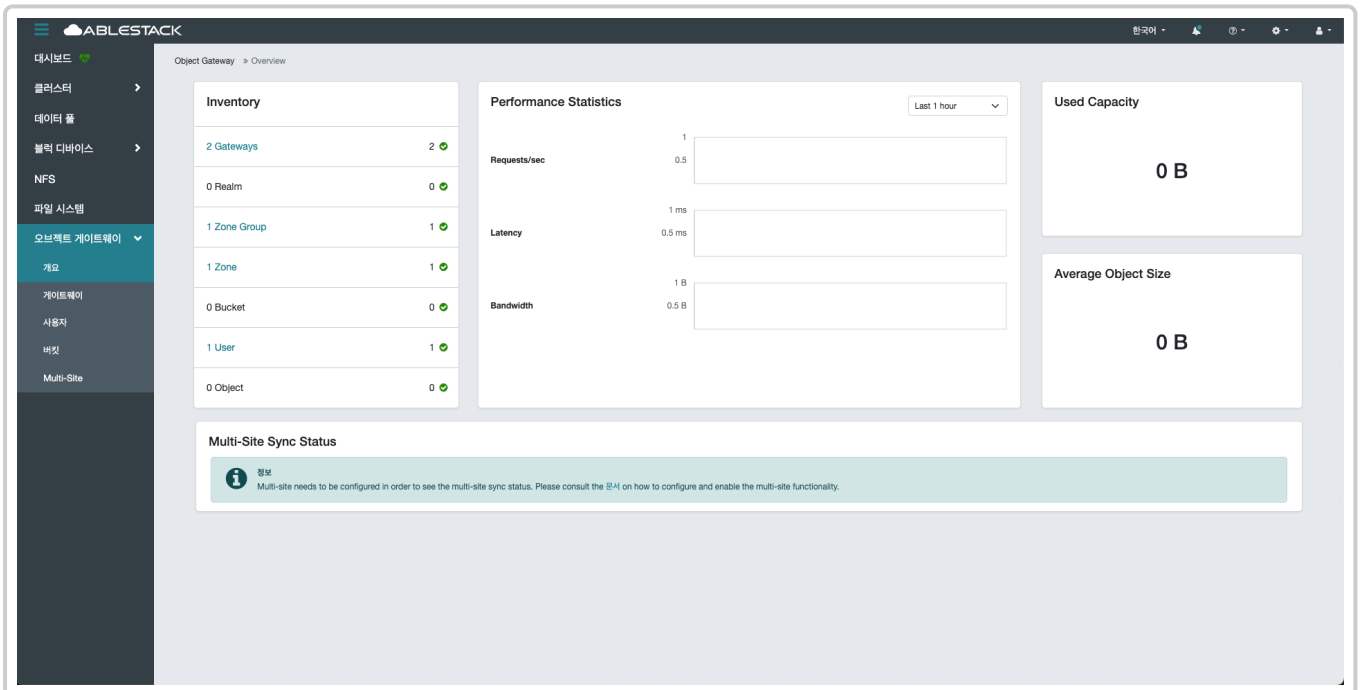 ABLESTACK
한국어
대시보드
클러스터
데이터 풀
블럭 디바이스
NFS
파일 시스템
오브젝트 게이트웨이
개요
게이트웨이
사용자
버킷
Multi-Site
Object Gateway » Overview
Inventory
2 Gateways 2
0 Realm 0
1 Zone Group 1
1 Zone 1
0 Bucket 0
1 User 1
0 Object 0
Performance Statistics
Last 1 hour
Requests/sec
1
0.5
Latency
1 ms
0.5 ms
Bandwidth
1 B
0.5 B
Used Capacity
0 B
Average Object Size
0 B
Multi-Site Sync Status
정보
Multi-site needs to be configured in order to see the multi-site sync status. Please consult the 문서 on how to configure and enable the multi-site functionality.